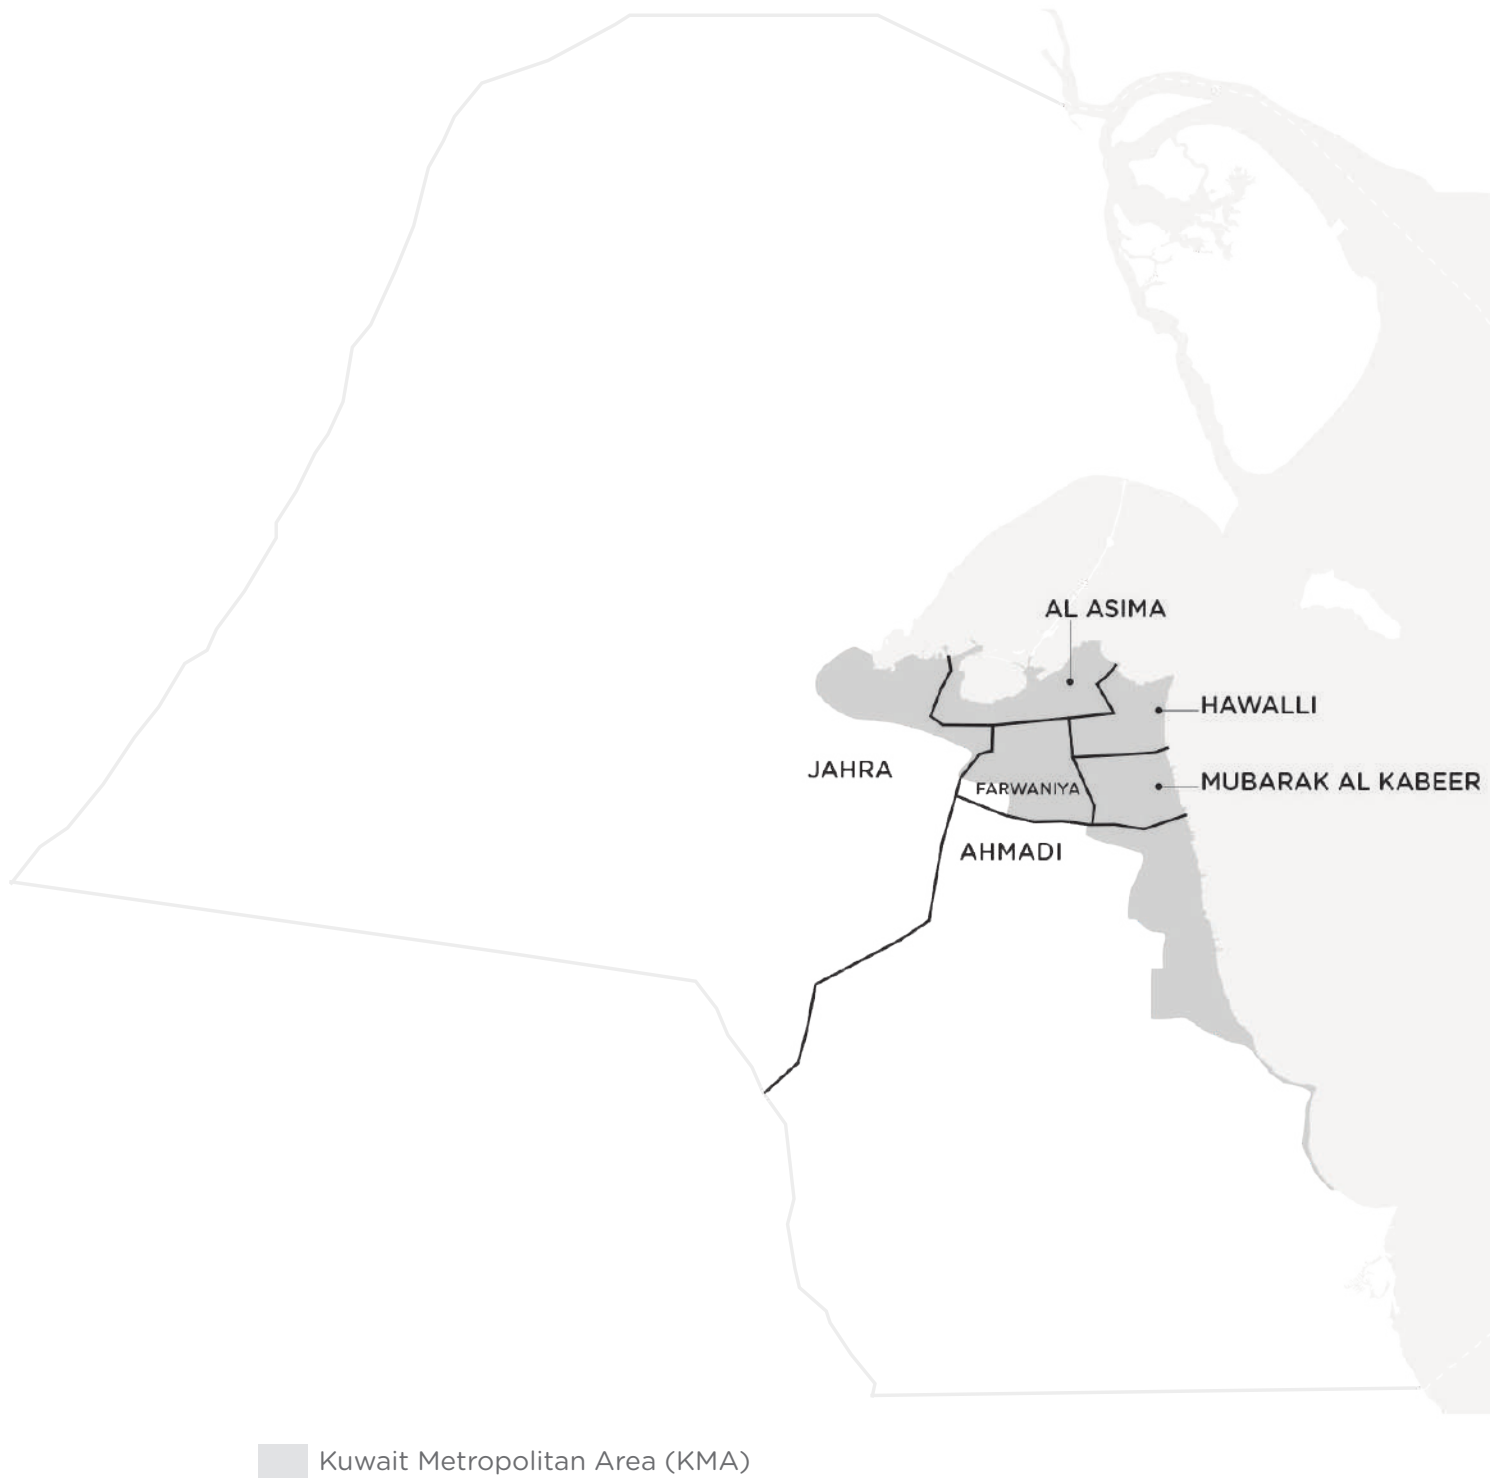 AL ASIMA
HAWALLI
JAHRA
MUBARAK AL KABEER
FARWANIYA
AHMADI
Kuwait Metropolitan Area (KMA)